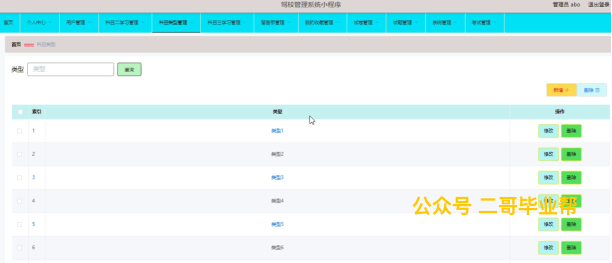 驾校管理系统小程序
管理员 abo 退出登录
首页 个人中心 用户管理 科目二学习管理 科目类型管理 科目三学习管理 留言板管理 我的收藏管理 试卷管理 试题管理 系统管理 考试管理
首页 科目类型
类型 类型 查询
新增 删除
索引 类型 操作
1 类型1 修改 删除
2 类型2 修改 删除
3 类型3 修改 删除
4 类型4 修改 删除
公众号 二哥毕业帮
5 类型5 修改 删除
6 类型6 修改 删除